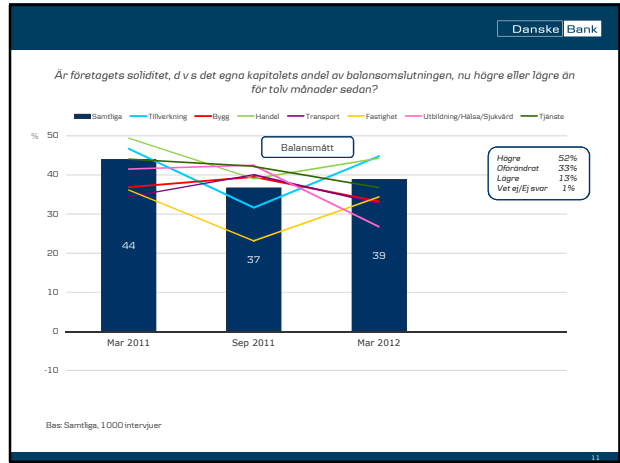 Danske Bank
Är företagets soliditet, d v s det egna kapitalets andel av balansomslutningen, nu högre eller lägre än
för tolv månader sedan?
Samtliga Tillverkning Bygg Handel Transport Fastighet Utbildning/Hälsa/Sjukvård Tjänste
%
50
40
30
20
10
0
-10
Balansmått
Högre 52%
Oförändrat 33%
Lägre 13%
Vet ej/Ej svar 1%
44
37
39
Mar 2011 Sep 2011 Mar 2012
Bas: Samtliga, 1000 intervjuer
11